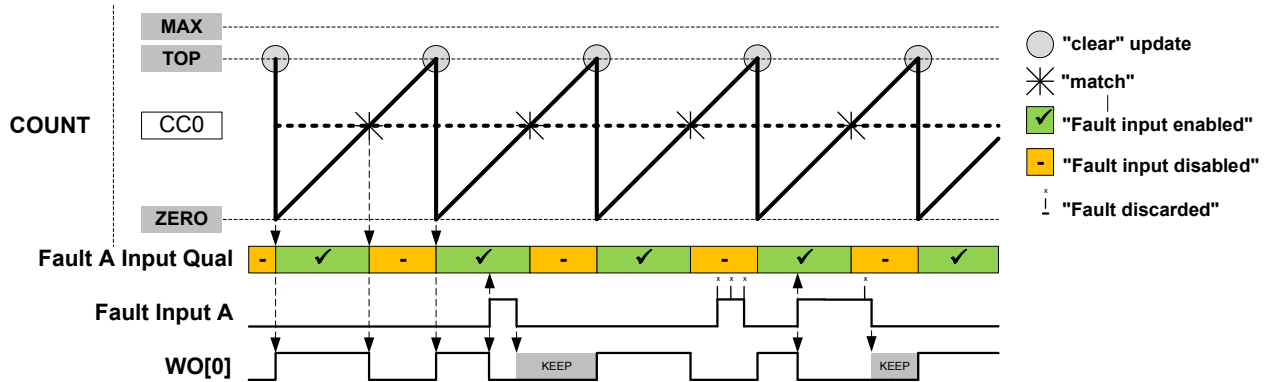 MAX
TOP
"clear" update
"match"
COUNT
CC0
"Fault input enabled"
- "Fault input disabled"
ZERO
x
"Fault discarded"
Fault A Input Qual
- ✓ - ✓ - ✓ - ✓ - ✓
x x x x
Fault Input A
WO[0]
KEEP KEEP